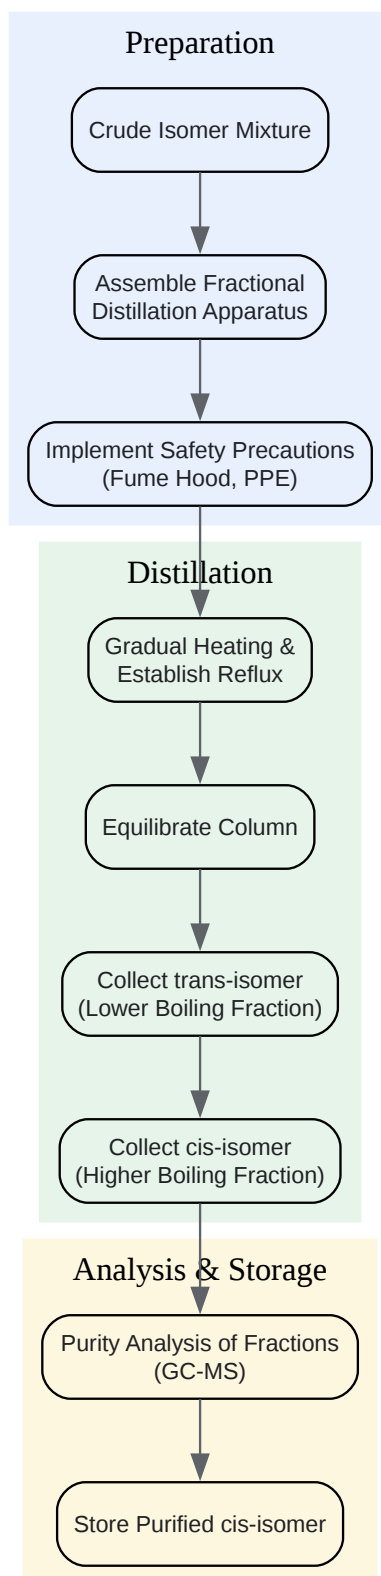 Preparation
Crude Isomer Mixture
Assemble Fractional
Distillation Apparatus
Implement Safety Precautions
(Fume Hood, PPE)
Distillation
Gradual Heating &
Establish Reflux
Equilibrate Column
Collect trans-isomer
(Lower Boiling Fraction)
Collect cis-isomer
(Higher Boiling Fraction)
Analysis & Storage
Purity Analysis of Fractions
(GC-MS)
Store Purified cis-isomer